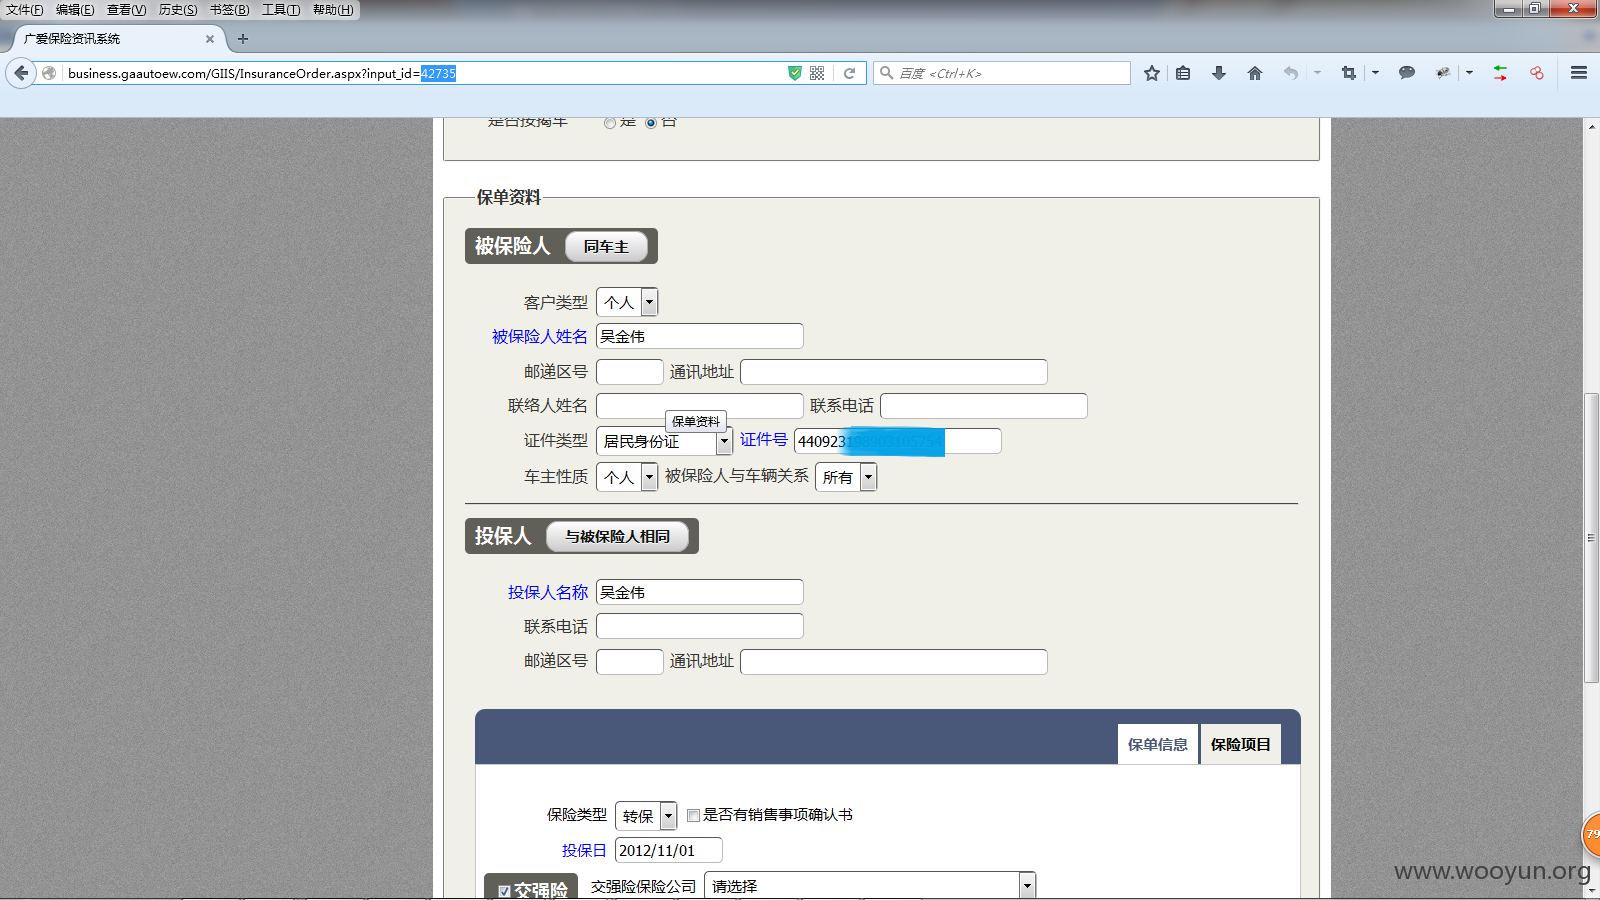 文件(F) 编辑(E) 查看(V) 历史(S) 书签(B) 工具(T) 帮助(H)
广爱保险资讯系统
business.gaautoew.com/GIIS/InsuranceOrder.aspx?input_id=42735
百度 <Ctrl+K>
是否按揭车 是 否
保单资料
被保险人 同车主
客户类型 个人
被保险人姓名 吴金伟
邮递区号 通讯地址
联络人姓名 联系电话
保单资料
证件类型 居民身份证 证件号 440923
车主性质 个人 被保险人与车辆关系 所有
投保人 与被保险人相同
投保人名称 吴金伟
联系电话
邮递区号 通讯地址
保单信息 保险项目
保险类型 转保 是否有销售事项确认书
投保日 2012/11/01
交强险 交强险保险公司 请选择
79
www.wooyun.org